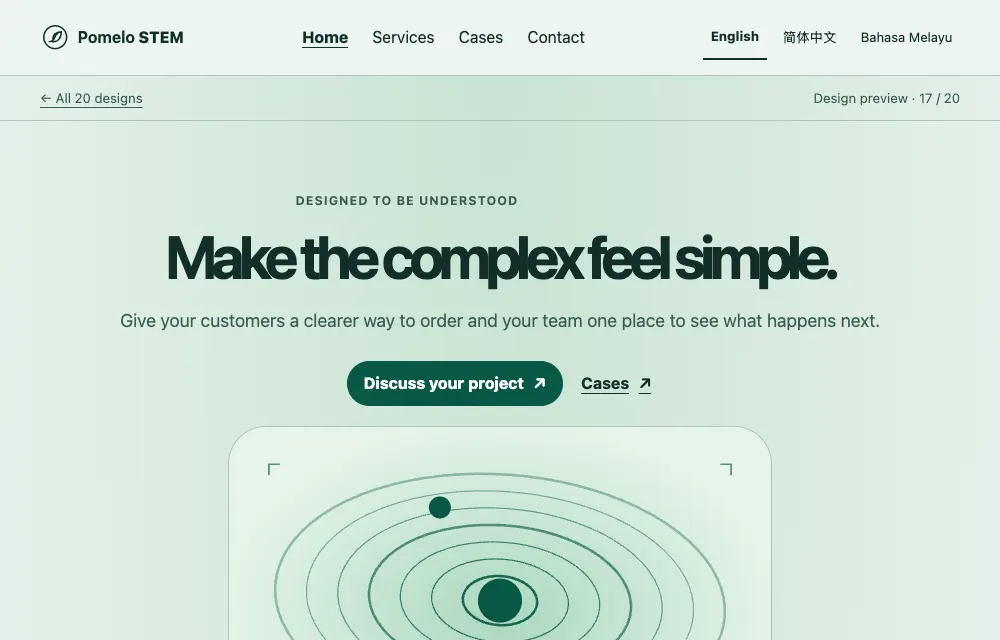 Pomelo STEM
Home Services Cases Contact
English 简体中文 Bahasa Melayu
← All 20 designs
Design preview · 17 / 20
DESIGNED TO BE UNDERSTOOD
Make the complex feel simple.
Give your customers a clearer way to order and your team one place to see what happens next.
Discuss your project ↗
Cases ↗